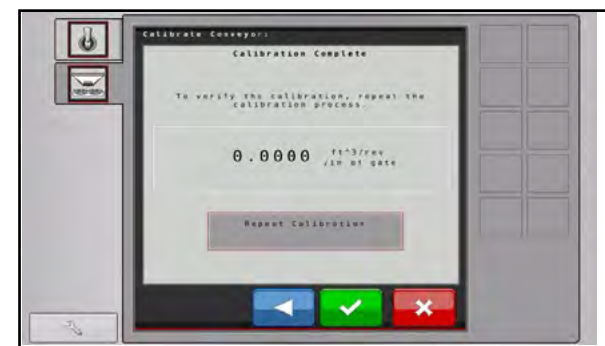 Calibrate Conveyor:
Calibration Complete
To verify the calibration, repeat the
calibration process.
0.0000 ft^3/rev
/in of gate
Repeat Calibration